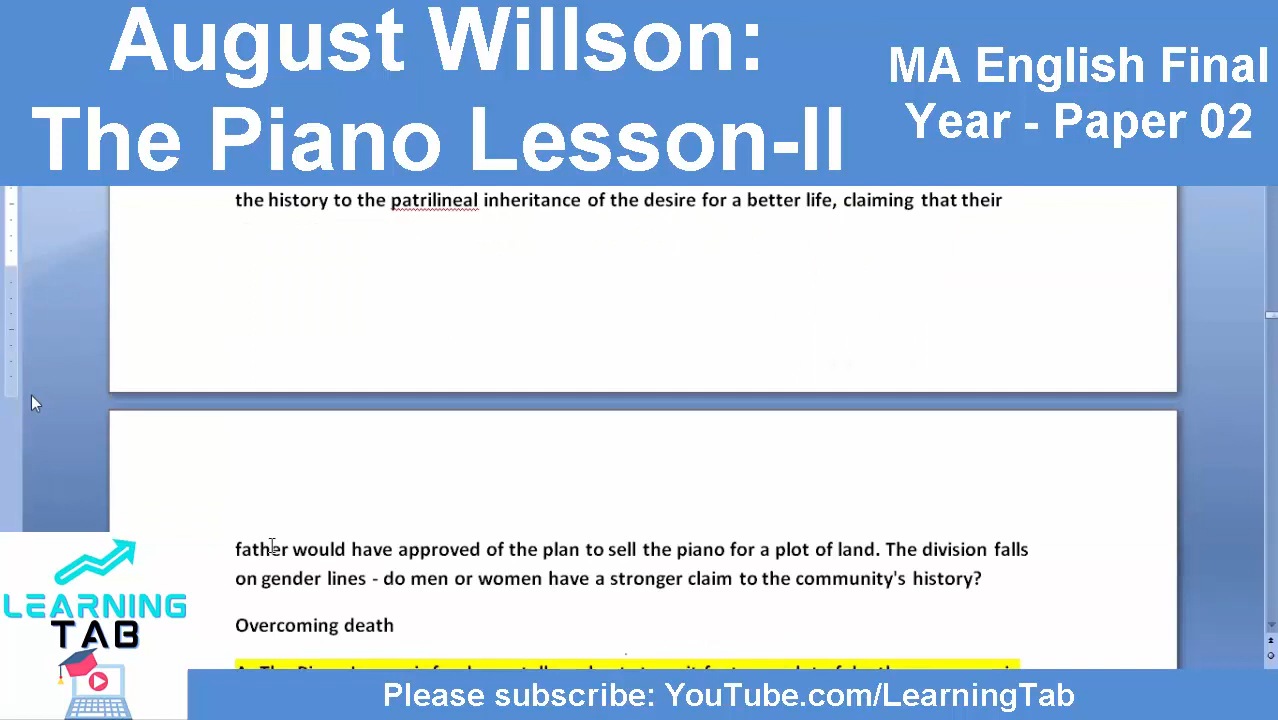 August Willson:
The Piano Lesson-II
MA English Final
Year - Paper 02
the history to the patrilineal inheritance of the desire for a better life, claiming that their
father would have approved of the plan to sell the piano for a plot of land. The division falls
on gender lines - do men or women have a stronger claim to the community's history?
Overcoming death
LEARNING
TAB
Please subscribe: YouTube.com/LearningTab